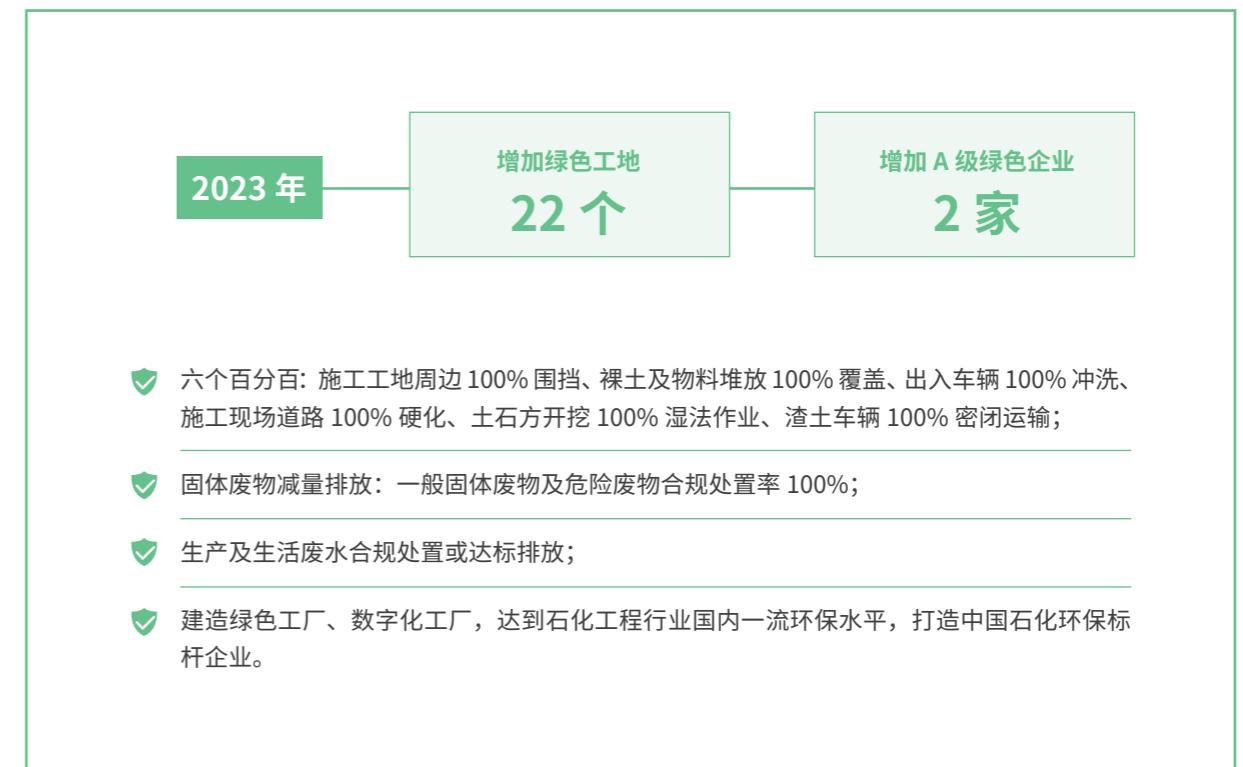 2023 年
增加绿色工地
22 个
增加 A 级绿色企业
2 家
六个百分百：施工工地周边 100% 围挡、裸土及物料堆放 100% 覆盖、出入车辆 100% 冲洗、
施工现场道路 100% 硬化、土石方开挖 100% 湿法作业、渣土车辆 100% 密闭运输；
固体废物减量排放：一般固体废物及危险废物合规处置率 100%；
生产及生活废水合规处置或达标排放；
建造绿色工厂、数字化工厂，达到石化工程行业国内一流环保水平，打造中国石化环保标
杆企业。